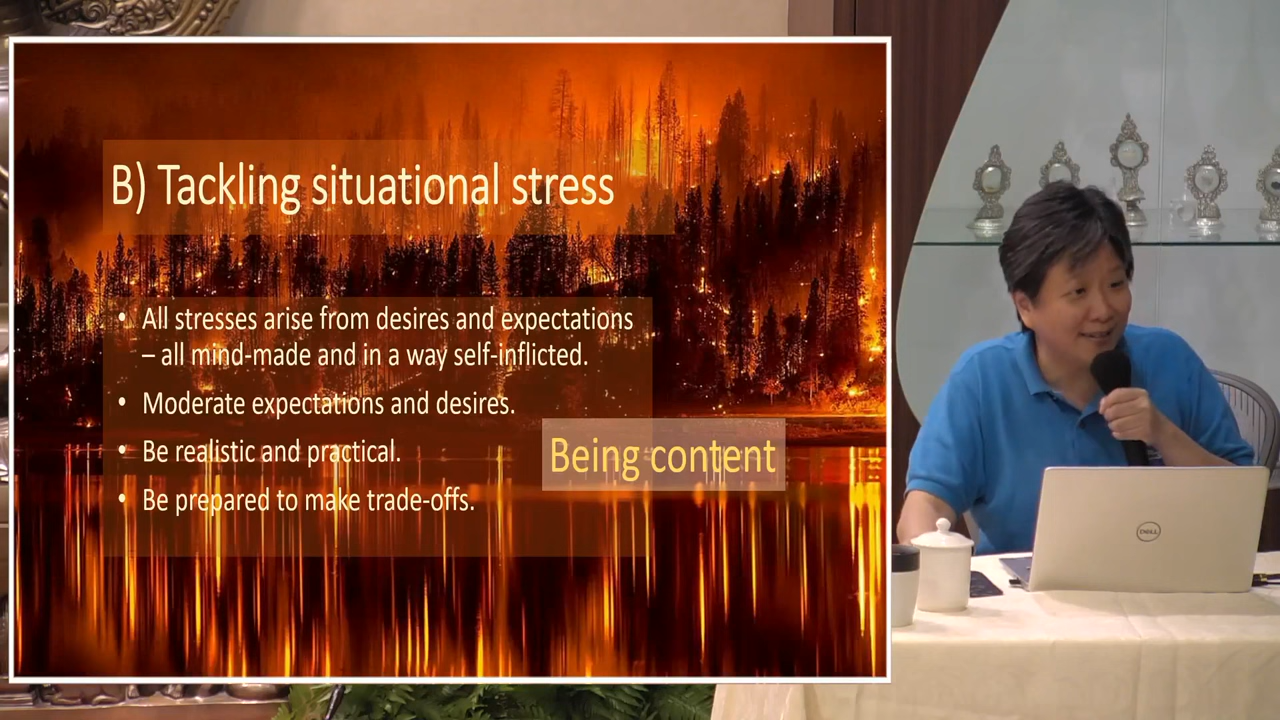 B) Tackling situational stress
• All stresses arise from desires and expectations
– all mind-made and in a way self-inflicted.
• Moderate expectations and desires.
• Be realistic and practical.
• Be prepared to make trade-offs.
Being content
DELL